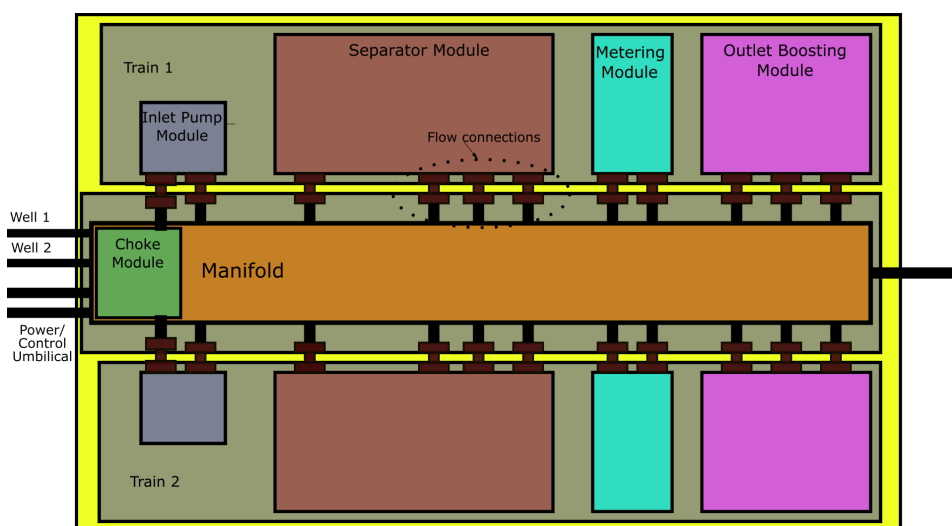 Train 1
Separator Module
Metering
Module
Outlet Boosting
Module
Inlet Pump
Module
Flow connections
Well 1
Well 2
Choke
Module
Manifold
Power/
Control
Umbilical
Train 2